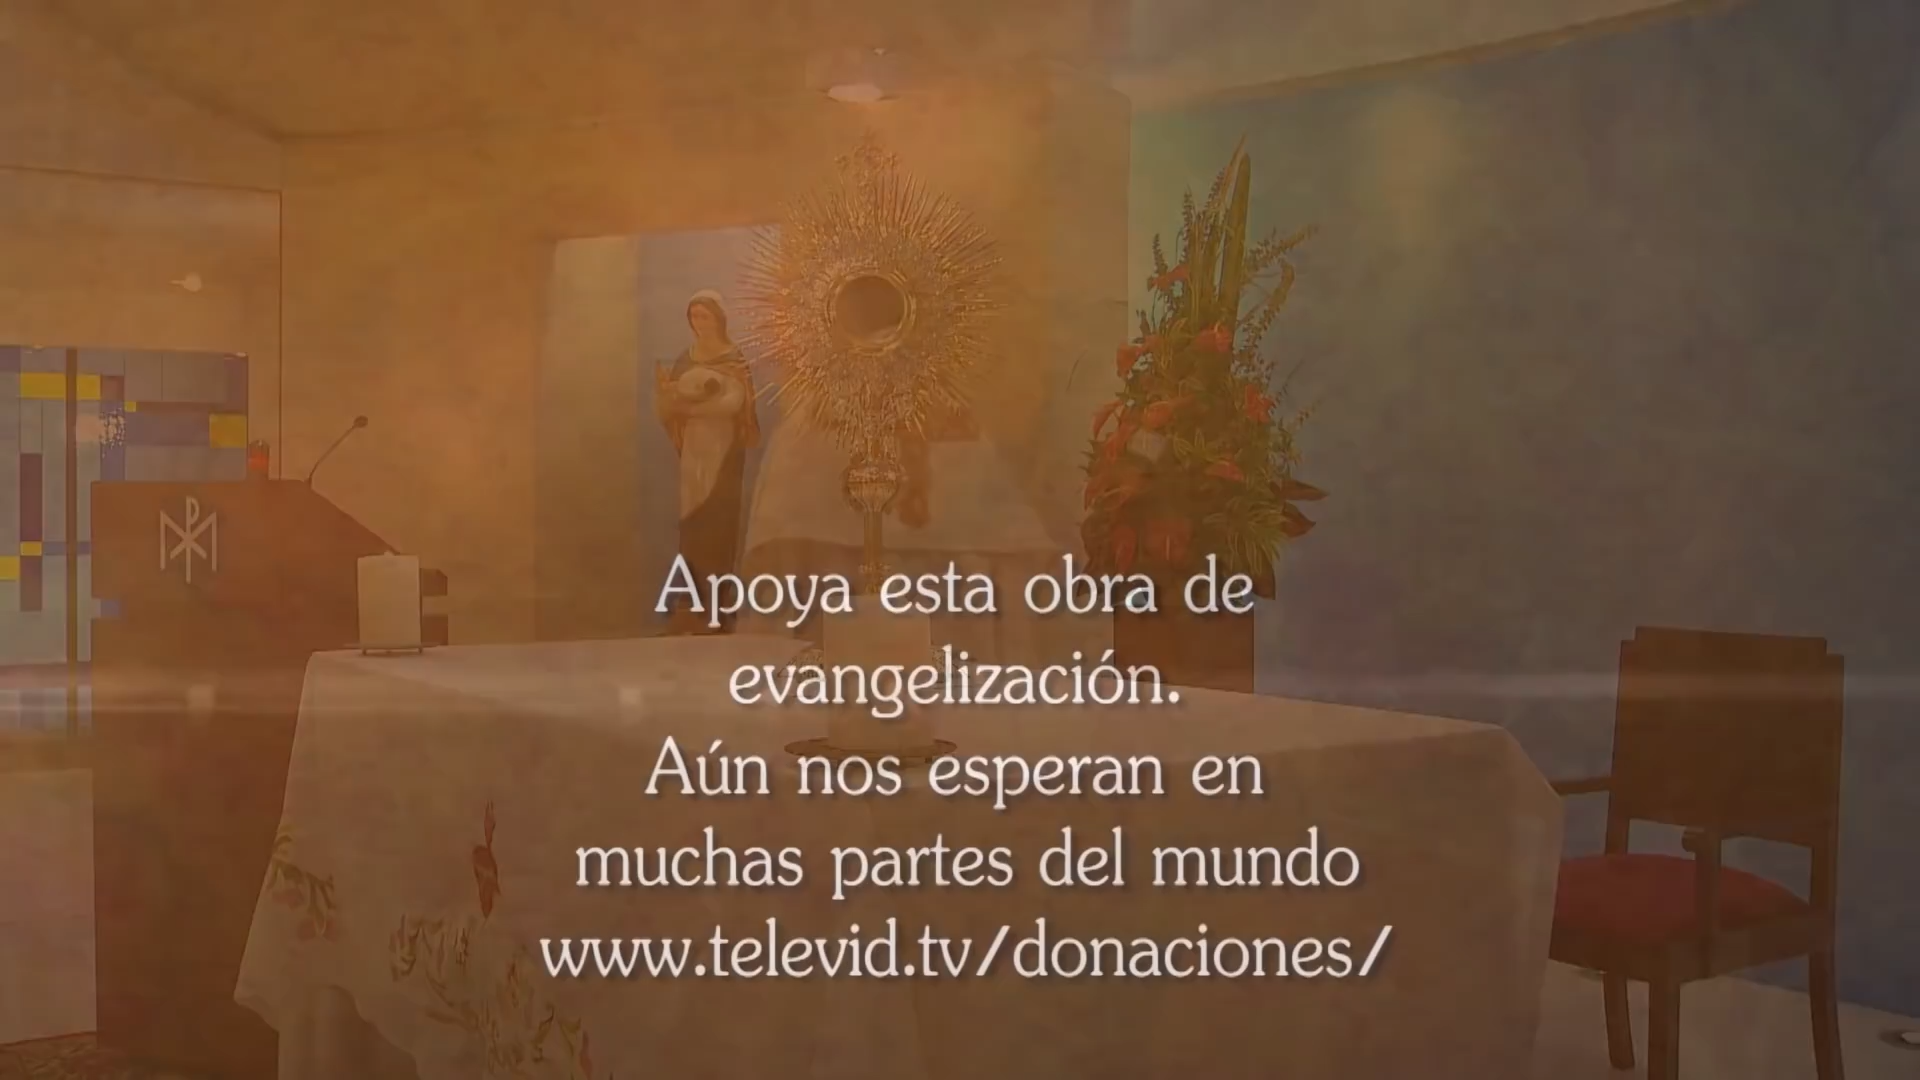 Apoya esta obra de
evangelización.
Aún nos esperan en
muchas partes del mundo
www.televid.tv/donaciones/